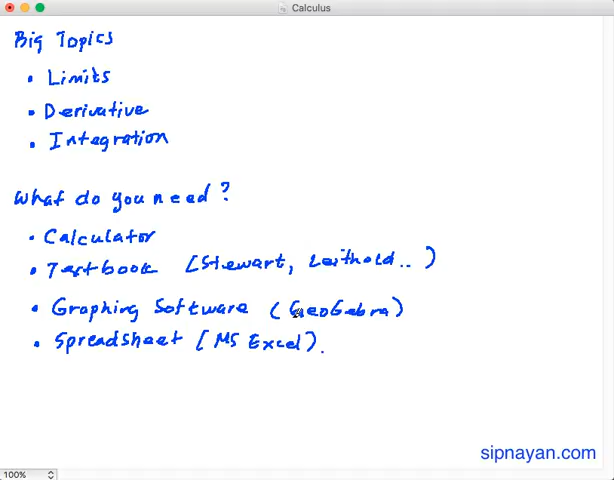 Calculus
Big Topics
• Limits
• Derivative
• Integration
What do you need?
• Calculator
• Textbook (Stewart, Leithold..)
• Graphing Software (GeoGebra)
• Spreadsheet (MS Excel).
sipnayan.com
100%